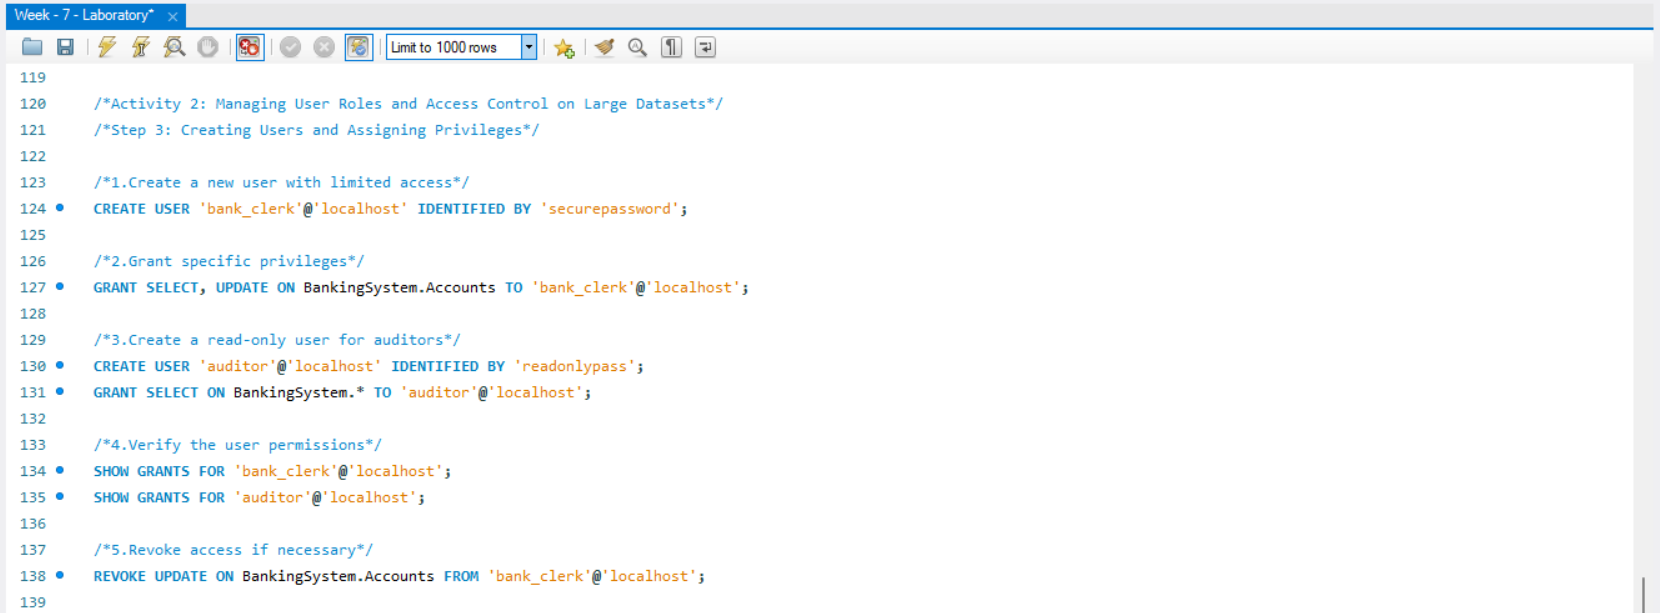 Week - 7 - Laboratory*
Limit to 1000 rows
119
120 /*Activity 2: Managing User Roles and Access Control on Large Datasets*/
121 /*Step 3: Creating Users and Assigning Privileges*/
122
123 /*1.Create a new user with limited access*/
124 CREATE USER 'bank_clerk'@'localhost' IDENTIFIED BY 'securepassword';
125
126 /*2.Grant specific privileges*/
127 GRANT SELECT, UPDATE ON BankingSystem.Accounts TO 'bank_clerk'@'localhost';
128
129 /*3.Create a read-only user for auditors*/
130 CREATE USER 'auditor'@'localhost' IDENTIFIED BY 'readonlypass';
131 GRANT SELECT ON BankingSystem.* TO 'auditor'@'localhost';
132
133 /*4.Verify the user permissions*/
134 SHOW GRANTS FOR 'bank_clerk'@'localhost';
135 SHOW GRANTS FOR 'auditor'@'localhost';
136
137 /*5.Revoke access if necessary*/
138 REVOKE UPDATE ON BankingSystem.Accounts FROM 'bank_clerk'@'localhost';
139